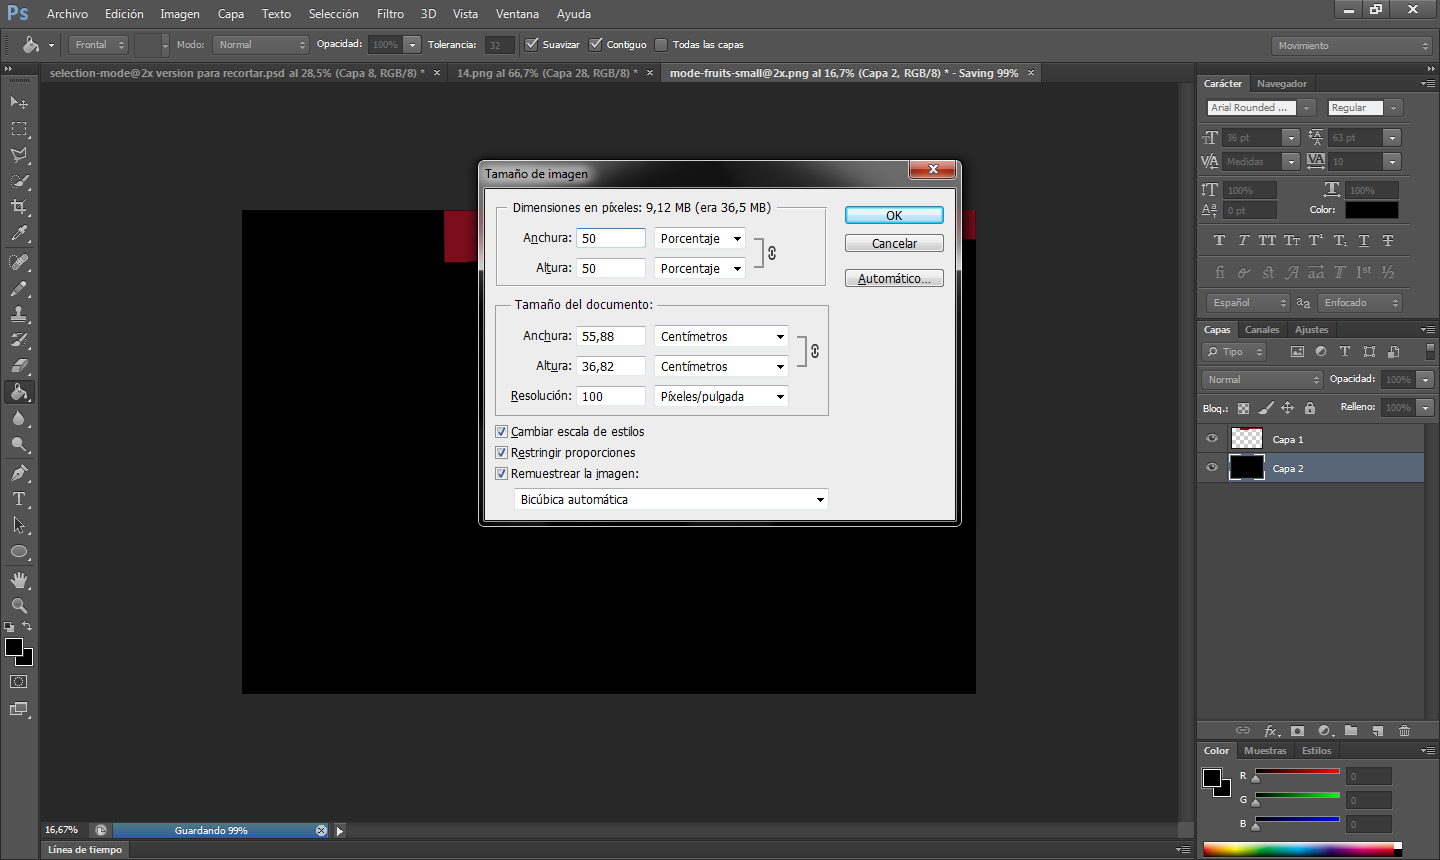 Ps Archivo Edición Imagen Capa Texto Selección Filtro 3D Vista Ventana Ayuda
Frontal Modo: Normal Opacidad: 100% Tolerancia: 32 Suavizar Contiguo Todas las capas Movimiento
selection-mode@2x version para recortar.psd al 28,5% (Capa 8, RGB/8) * × 14.png al 66,7% (Capa 28, RGB/8) * × mode-fruits-small@2x.png al 16,7% (Capa 2, RGB/8) * - Saving 99% ×
Tamaño de imagen
Dimensiones en píxeles: 9,12 MB (era 36,5 MB)
Anchura: 50 Porcentaje
Altura: 50 Porcentaje
OK
Cancelar
Automático...
Tamaño del documento:
Anchura: 55,88 Centímetros
Altura: 36,82 Centímetros
Resolución: 100 Píxeles/pulgada
Cambiar escala de estilos
Restringir proporciones
Remuestrear la imagen:
Bicúbica automática
Carácter Navegador
Arial Rounded ... Regular
36 pt 63 pt
Medidas 10
100% 100%
0 pt Color:
Español Enfocado
Capas Canales Ajustes
Tipo
Normal Opacidad: 100%
Bloq.: Relleno: 100%
Capa 1
Capa 2
Color Muestras Estilos
R 0
G 0
B 0
16,67% Guardando 99%
Línea de tiempo